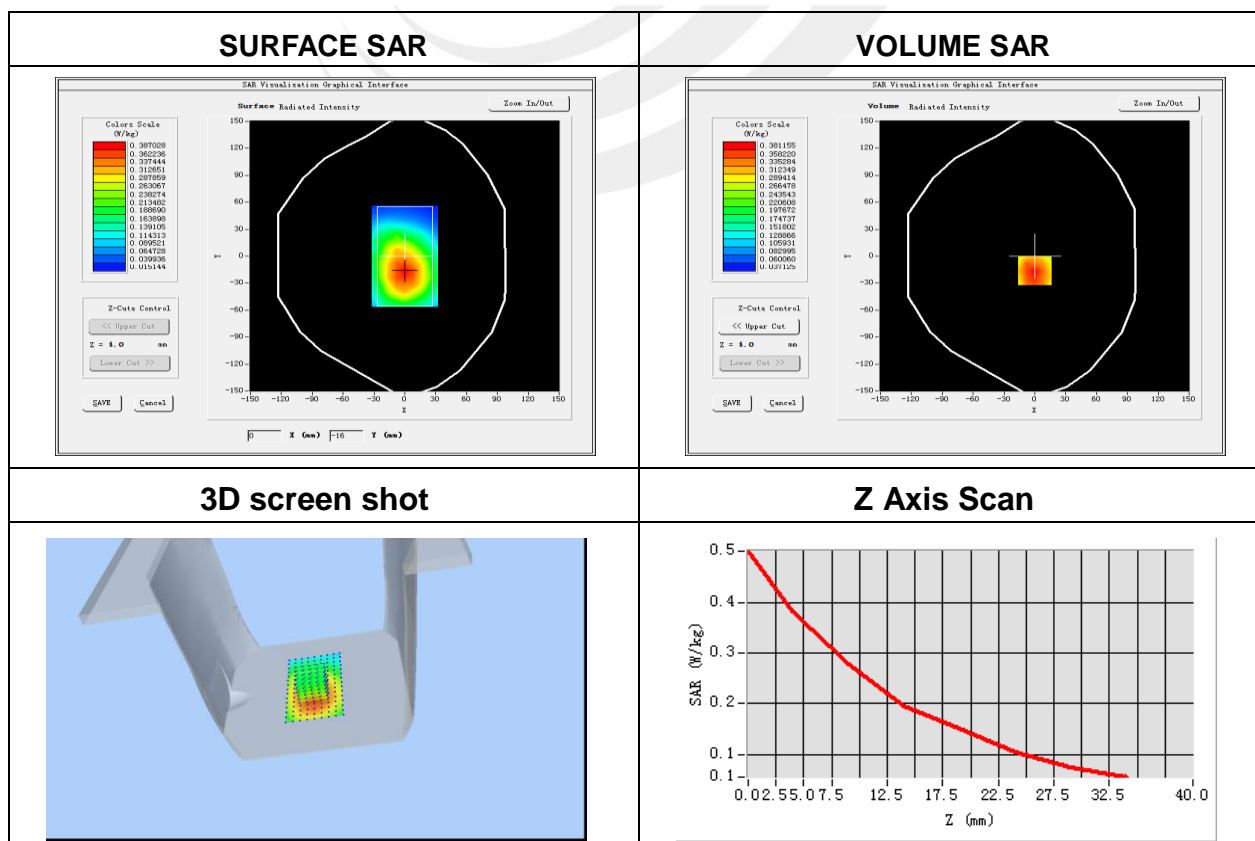 SURFACE SAR
VOLUME SAR
SAR Visualisation Graphical Interface
Surface Radiated Intensity
Zoom In/Out
Colors Scale
(W/kg)
0.387028
0.362236
0.337444
0.312651
0.287859
0.263067
0.238274
0.213482
0.188690
0.163898
0.139105
0.114313
0.089521
0.064728
0.039936
0.015144
Z-Cuts Control
<< Upper Cut
Z = 4.0 mm
Lower Cut >>
SAVE Cancel
150
120
90
60
30
0
-30
-60
-90
-120
-150
Y
-150 -120 -90 -60 -30 0 30 60 90 120 150
X
0 X (mm) -16 Y (mm)
SAR Visualisation Graphical Interface
Volume Radiated Intensity
Zoom In/Out
Colors Scale
(W/kg)
0.381155
0.358220
0.335284
0.312349
0.289414
0.266478
0.243543
0.220608
0.197672
0.174737
0.151802
0.128866
0.105931
0.082995
0.060060
0.037125
Z-Cuts Control
<< Upper Cut
Z = 4.0 mm
Lower Cut >>
SAVE Cancel
150
120
90
60
30
0
-30
-60
-90
-120
-150
Y
-150 -120 -90 -60 -30 0 30 60 90 120 150
X
3D screen shot
Z Axis Scan
0.5
0.4
0.3
0.2
0.1
0.1
SAR (W/kg)
0.0 2.5 5.0 7.5 12.5 17.5 22.5 27.5 32.5 40.0
Z (mm)